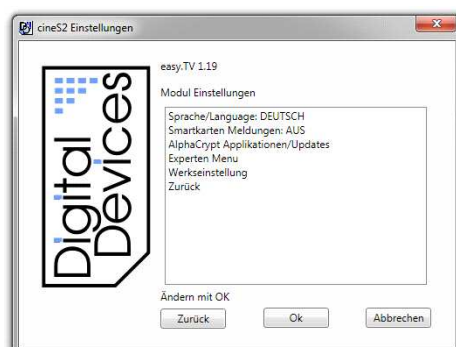 cineS2 Einstellungen
Digital
Devices
easy.TV 1.19
Modul Einstellungen
Sprache/Language: DEUTSCH
Smartkarten Meldungen: AUS
AlphaCrypt Applikationen/Updates
Experten Menu
Werkseinstellung
Zurück
Ändern mit OK
Zurück
Ok
Abbrechen